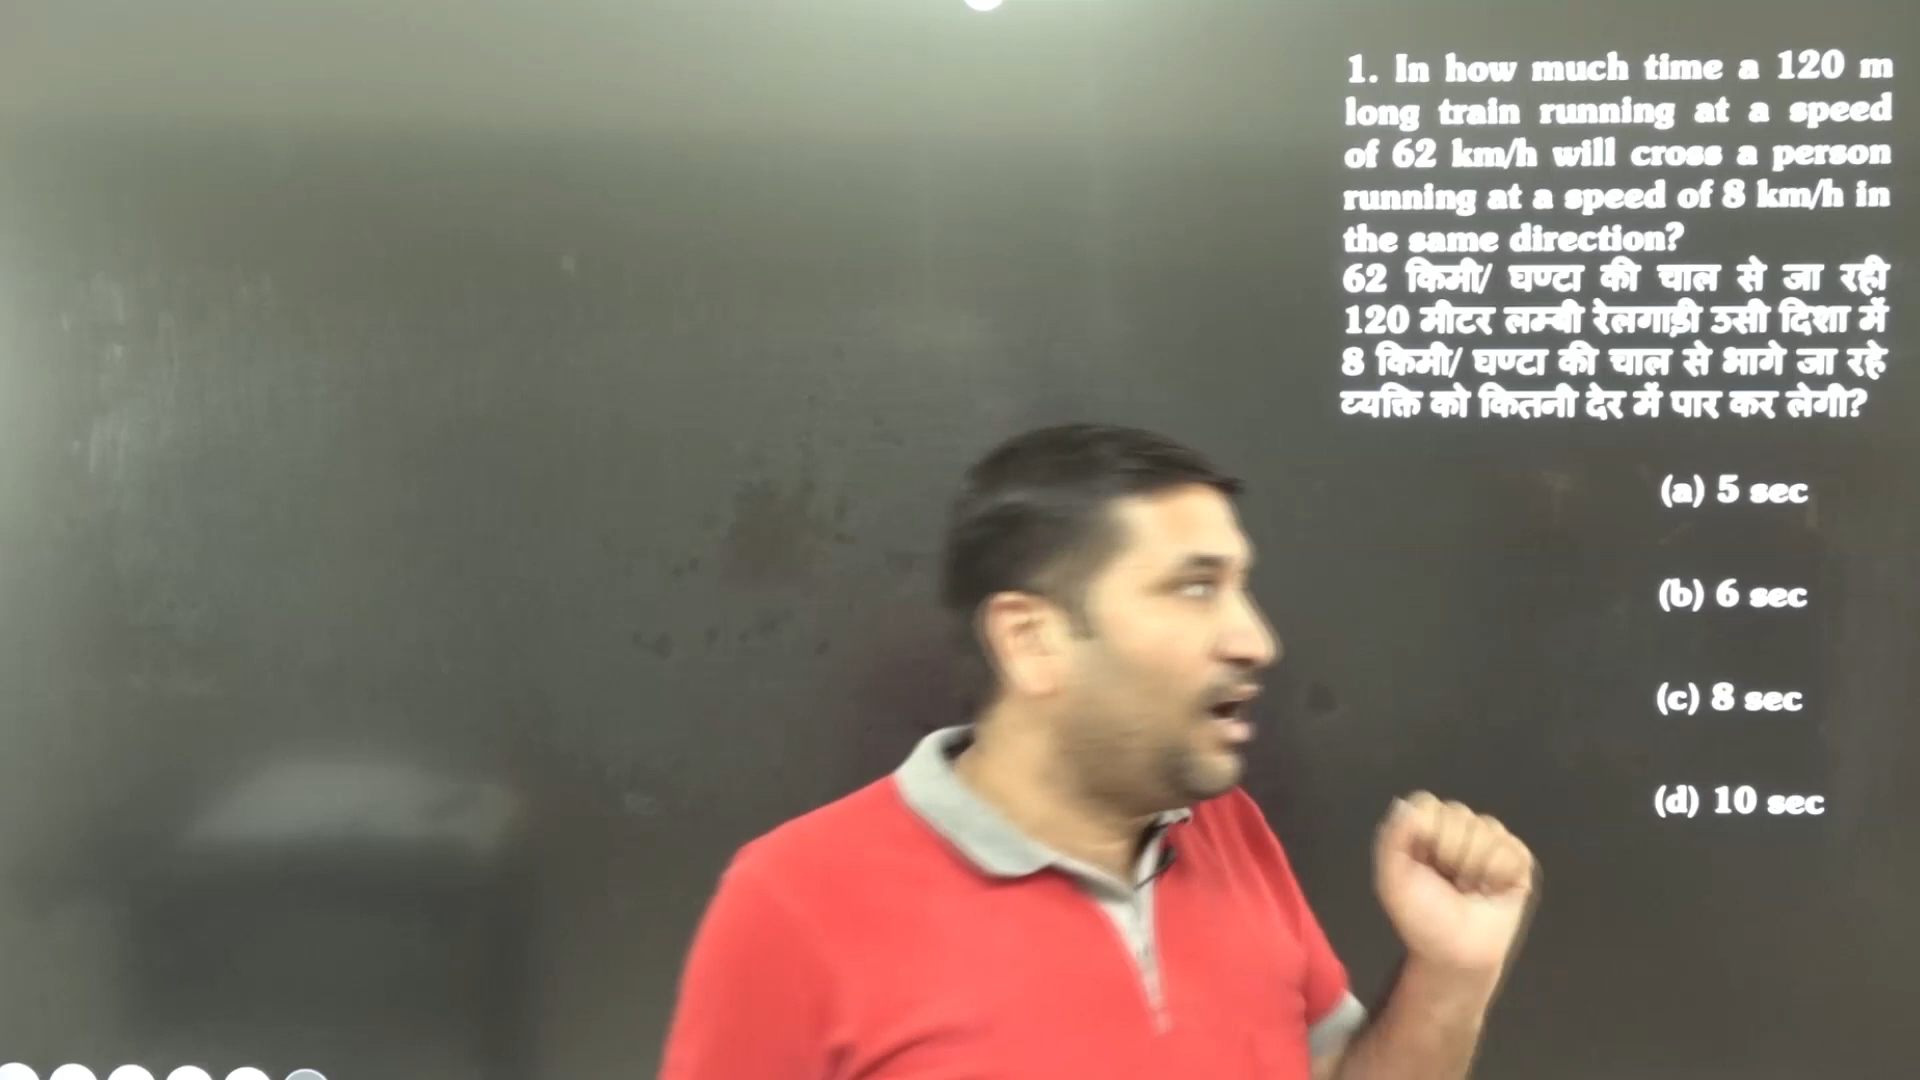 1. In how much time a 120 m
long train running at a speed
of 62 km/h will cross a person
running at a speed of 8 km/h in
the same direction?
62 किमी/ घण्टा की चाल से जा रही
120 मीटर लम्बी रेलगाड़ी उसी दिशा में
8 किमी/ घण्टा की चाल से भागे जा रहे
व्यक्ति को कितनी देर में पार कर लेगी?
(a) 5 sec
(b) 6 sec
(c) 8 sec
(d) 10 sec